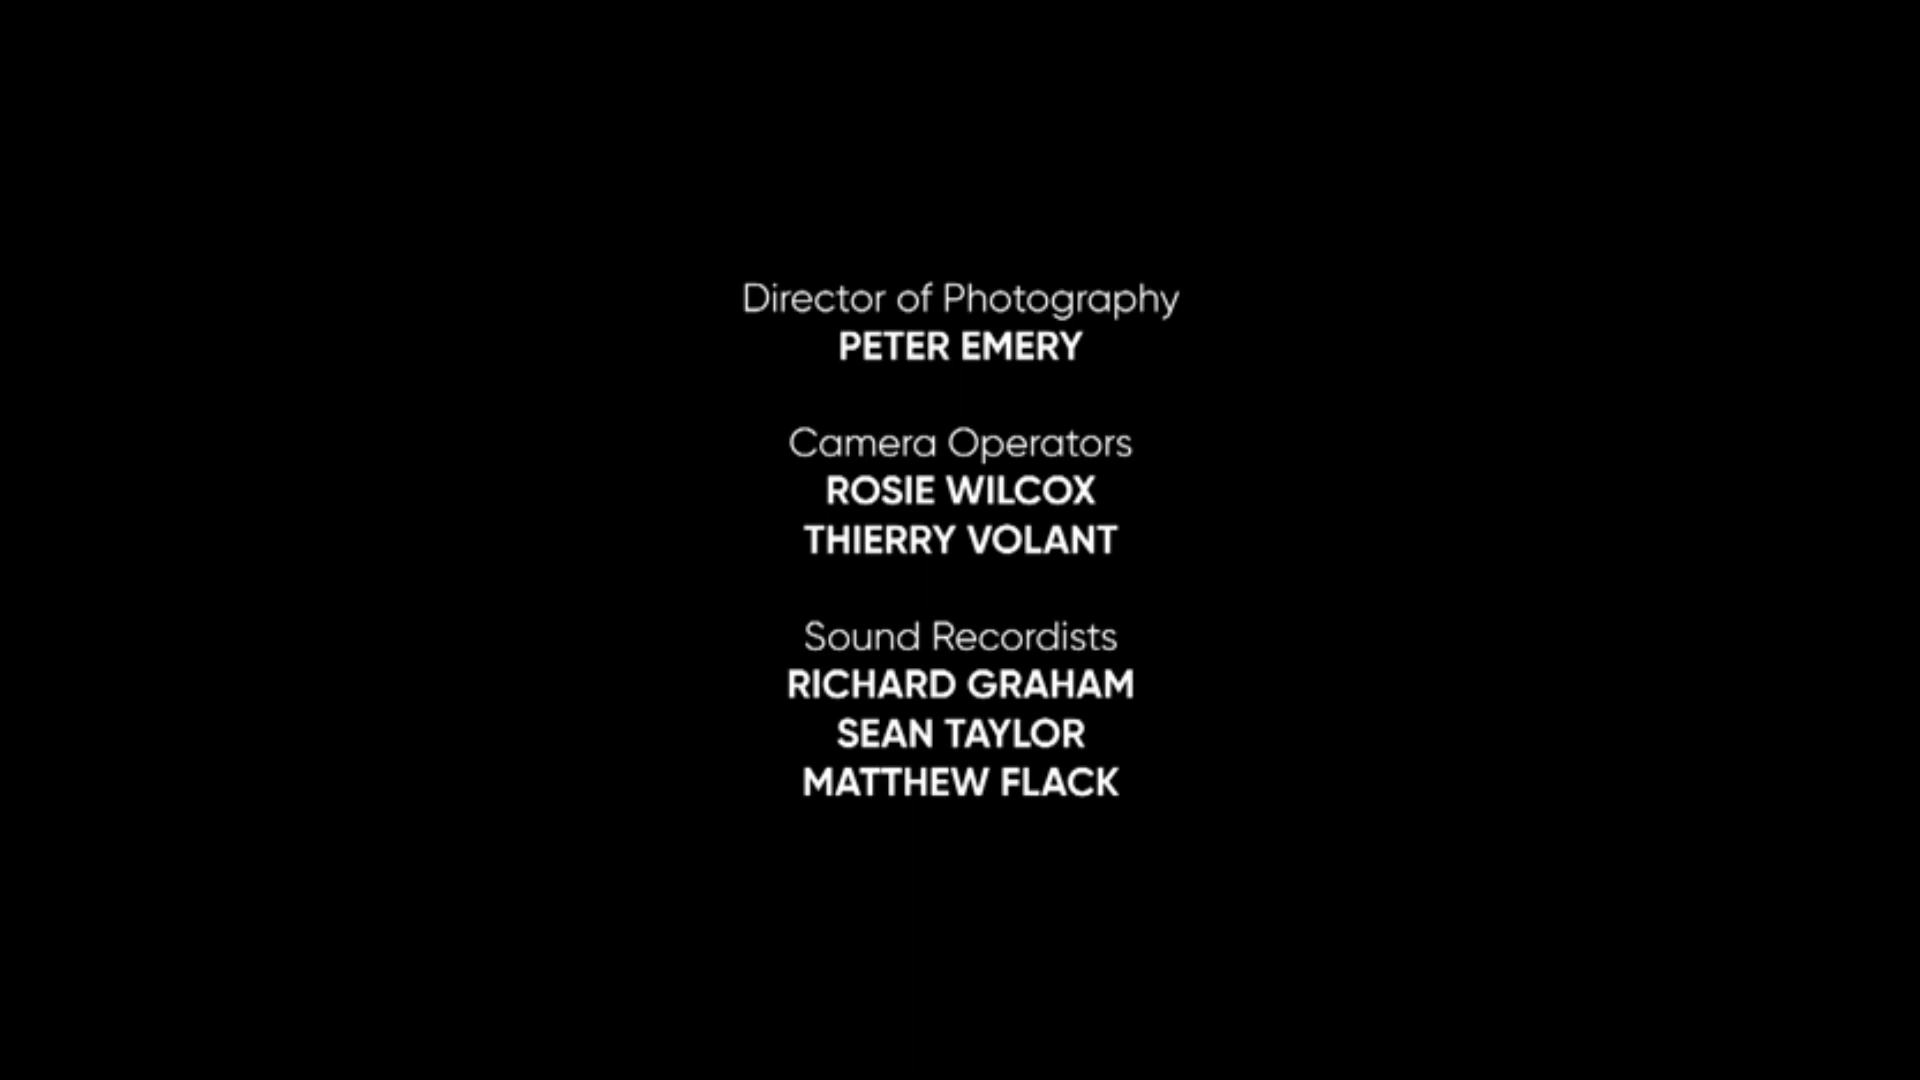 Director of Photography
PETER EMERY
Camera Operators
ROSIE WILCOX
THIERRY VOLANT
Sound Recordists
RICHARD GRAHAM
SEAN TAYLOR
MATTHEW FLACK